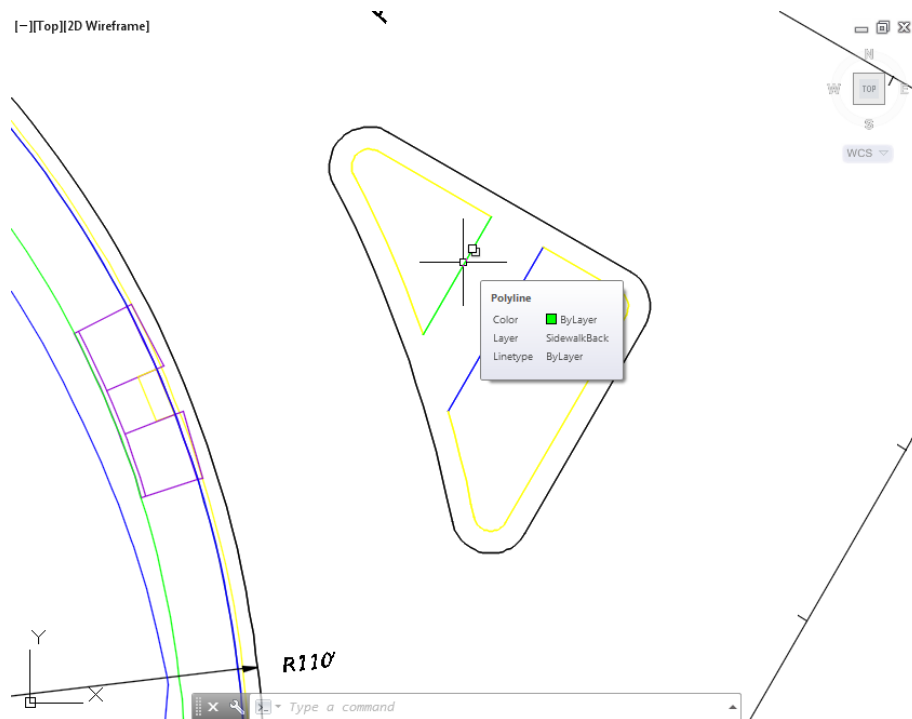 [−][Top][2D Wireframe]
N
W
TOP
E
S
WCS
Polyline
Color ByLayer
Layer SidewalkBack
Linetype ByLayer
R110'
Y
X
Type a command